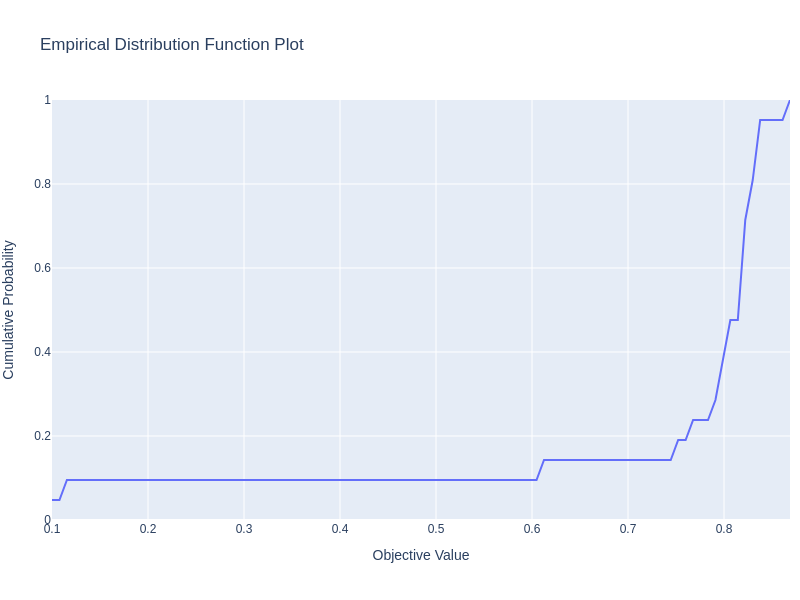 Empirical Distribution Function Plot
1
0.8
0.6
0.4
0.2
0
Cumulative Probability
0.1 0.2 0.3 0.4 0.5 0.6 0.7 0.8
Objective Value